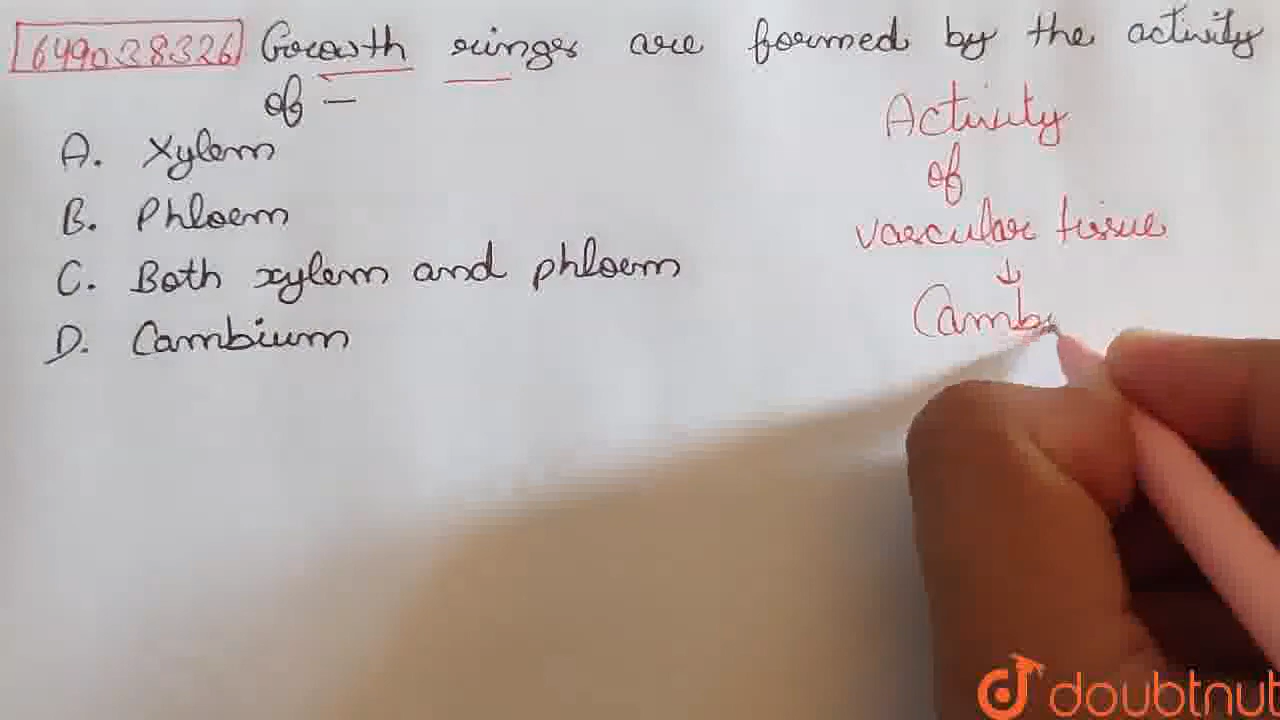 649038326 Growth rings are formed by the activity
of -
A. Xylem
B. Phloem
C. Both xylem and phloem
D. Cambium
Activity
of
vascular tissue
↓
Camb
doubtnut